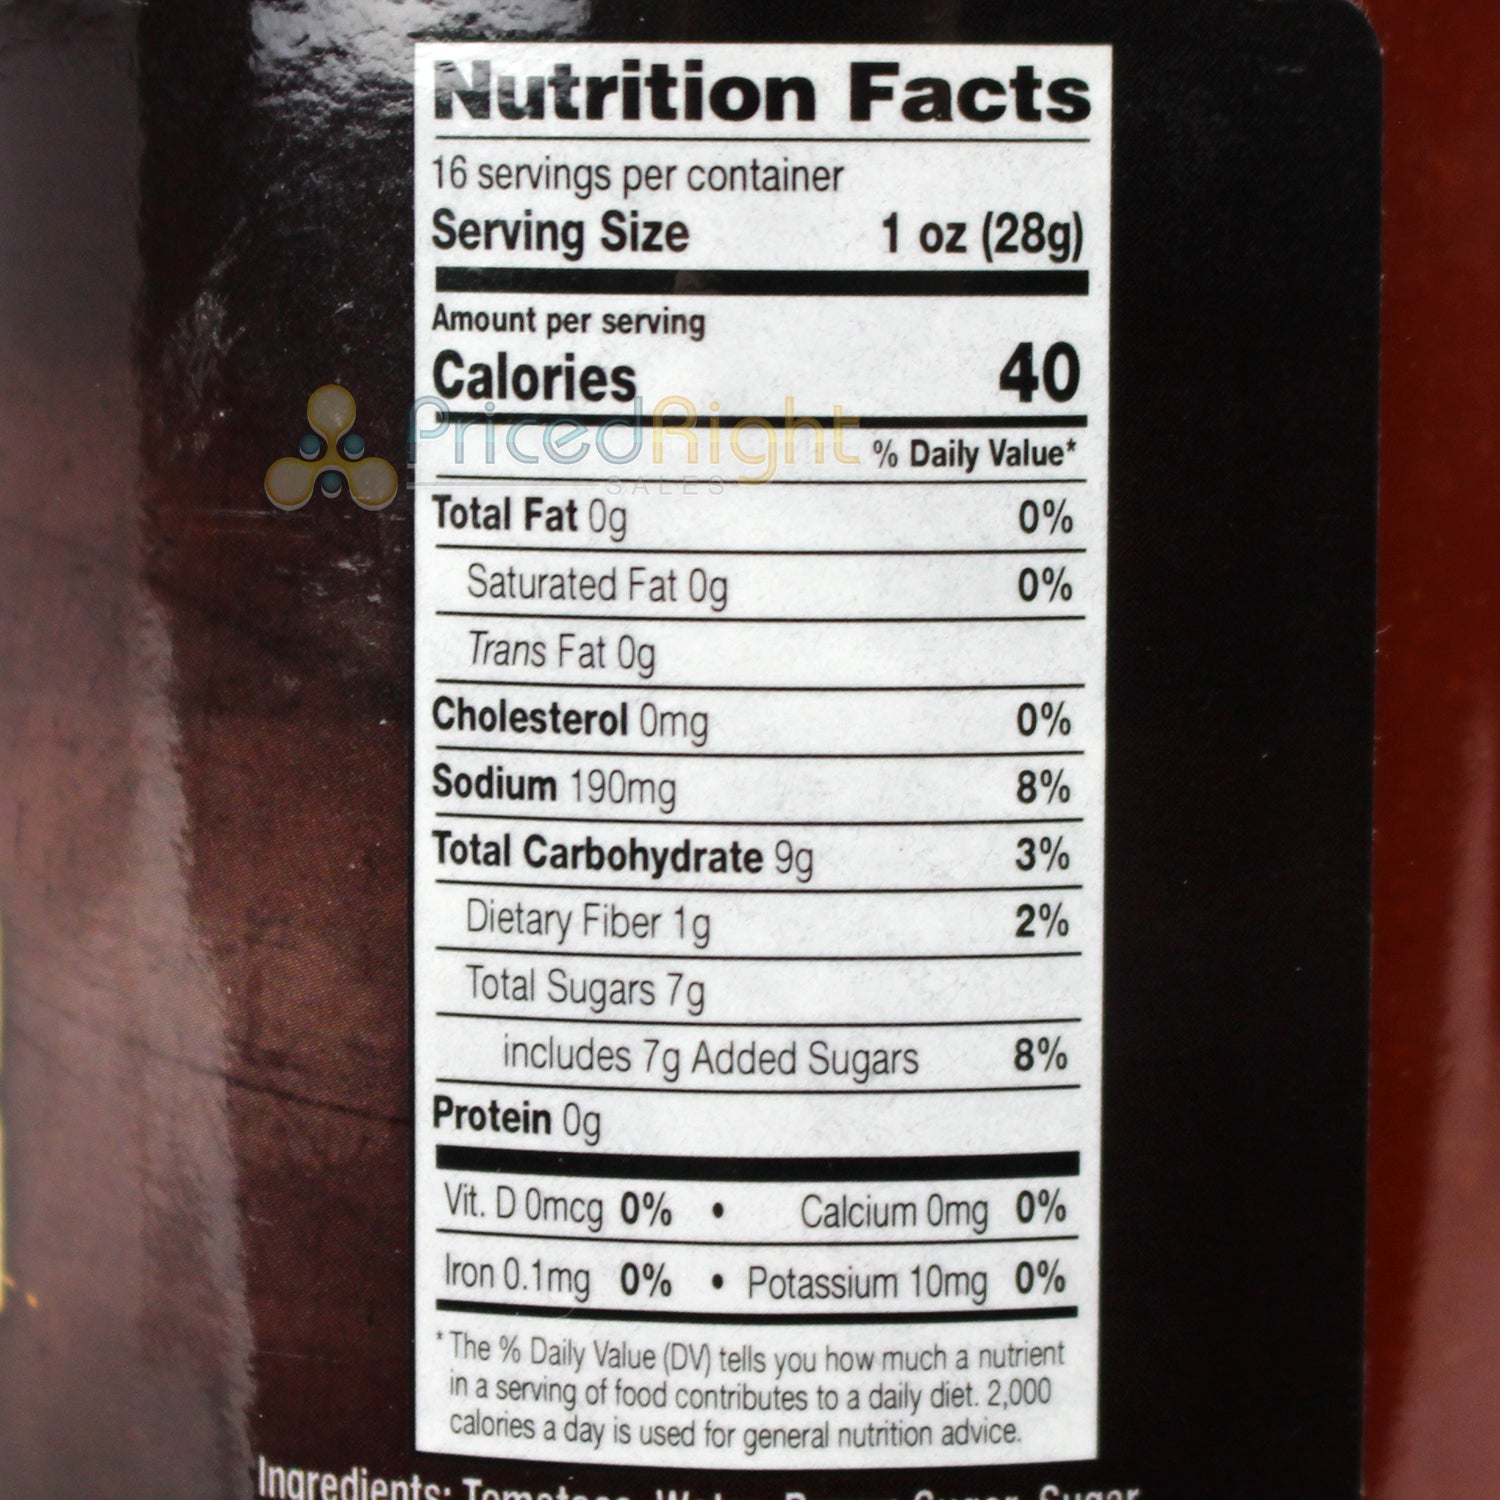 Nutrition Facts
16 servings per container
Serving Size 1 oz (28g)
Amount per serving
Calories 40
PricedRight
SALES
% Daily Value*
Total Fat 0g 0%
Saturated Fat 0g 0%
Trans Fat 0g
Cholesterol 0mg 0%
Sodium 190mg 8%
Total Carbohydrate 9g 3%
Dietary Fiber 1g 2%
Total Sugars 7g
includes 7g Added Sugars 8%
Protein 0g
Vit. D 0mcg 0% • Calcium 0mg 0%
Iron 0.1mg 0% • Potassium 10mg 0%
* The % Daily Value (DV) tells you how much a nutrient
in a serving of food contributes to a daily diet. 2,000
calories a day is used for general nutrition advice.
Ingredients: Sugar, Sugar